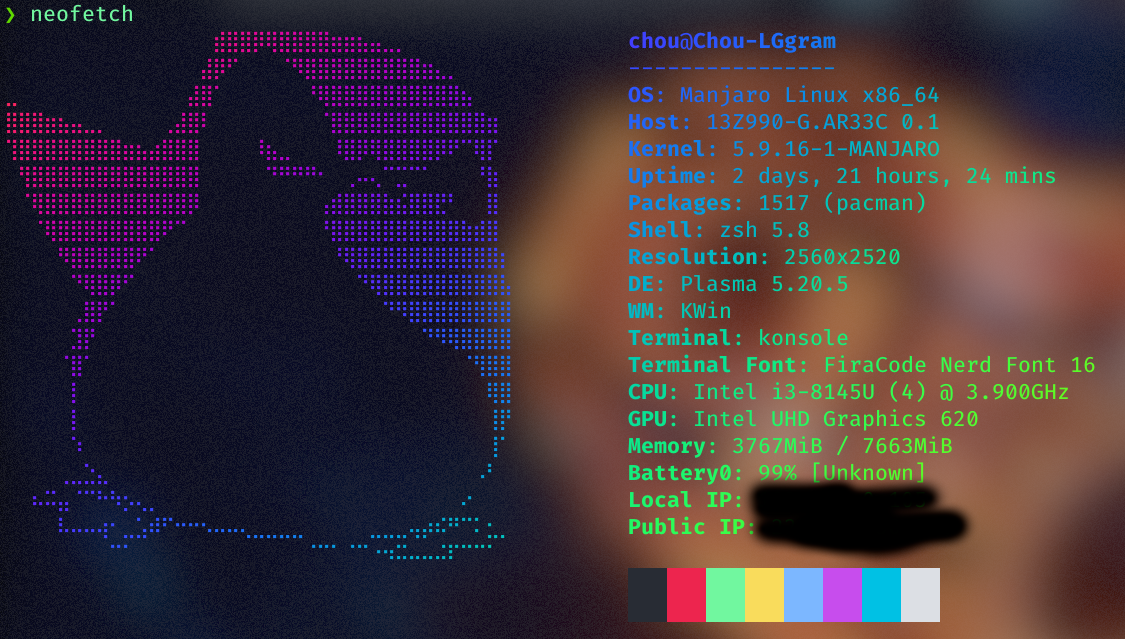 ❯ neofetch
chou@Chou-LGgram
----------------
OS: Manjaro Linux x86_64
Host: 13Z990-G.AR33C 0.1
Kernel: 5.9.16-1-MANJARO
Uptime: 2 days, 21 hours, 24 mins
Packages: 1517 (pacman)
Shell: zsh 5.8
Resolution: 2560x2520
DE: Plasma 5.20.5
WM: KWin
Terminal: konsole
Terminal Font: FiraCode Nerd Font 16
CPU: Intel i3-8145U (4) @ 3.900GHz
GPU: Intel UHD Graphics 620
Memory: 3767MiB / 7663MiB
Battery0: 99% [Unknown]
Local IP:
Public IP: